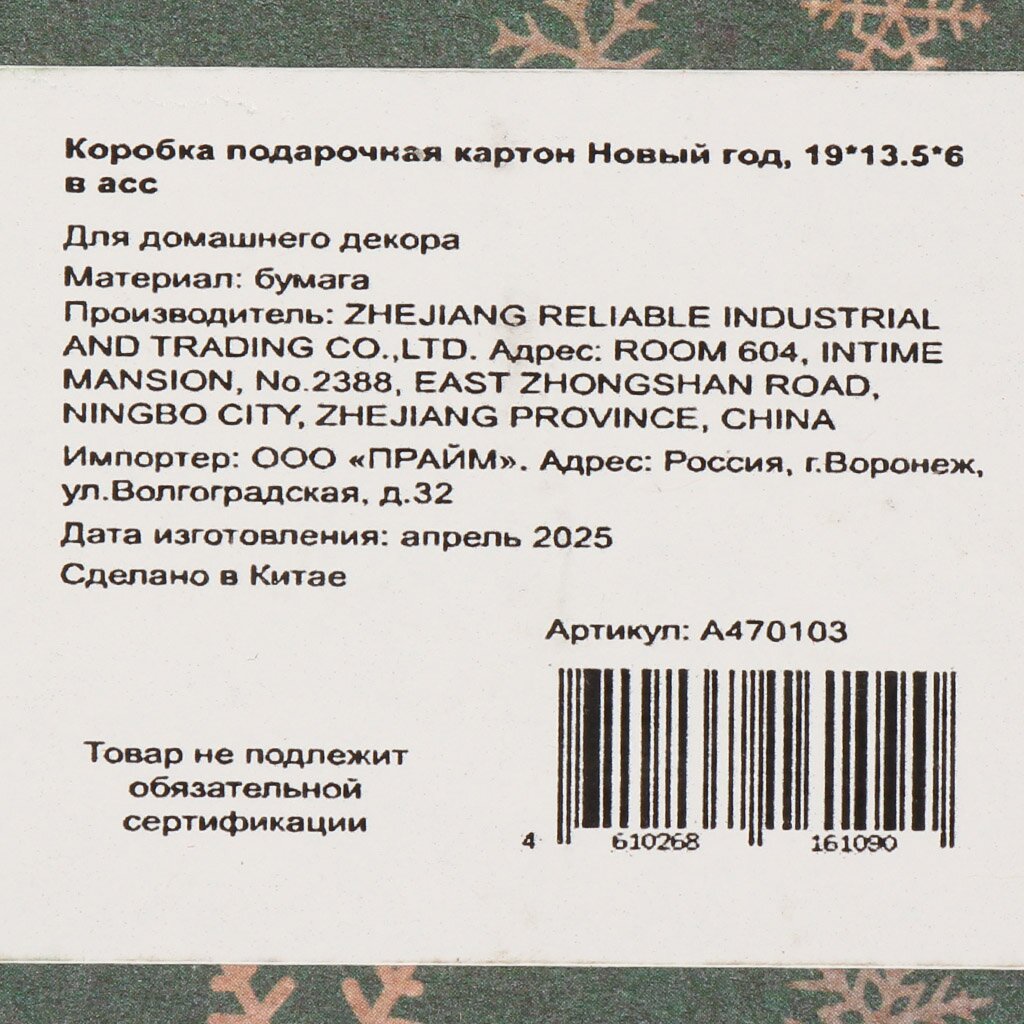 Коробка подарочная картон Новый год, 19*13.5*6
в асс
Для домашнего декора
Материал: бумага
Производитель: ZHEJIANG RELIABLE INDUSTRIAL
AND TRADING CO.,LTD. Адрес: ROOM 604, INTIME
MANSION, No.2388, EAST ZHONGSHAN ROAD,
NINGBO CITY, ZHEJIANG PROVINCE, CHINA
Импортер: ООО «ПРАЙМ». Адрес: Россия, г.Воронеж,
ул.Волгоградская, д.32
Дата изготовления: апрель 2025
Сделано в Китае
Артикул: А470103
Товар не подлежит
обязательной
сертификации
4 610268 161090